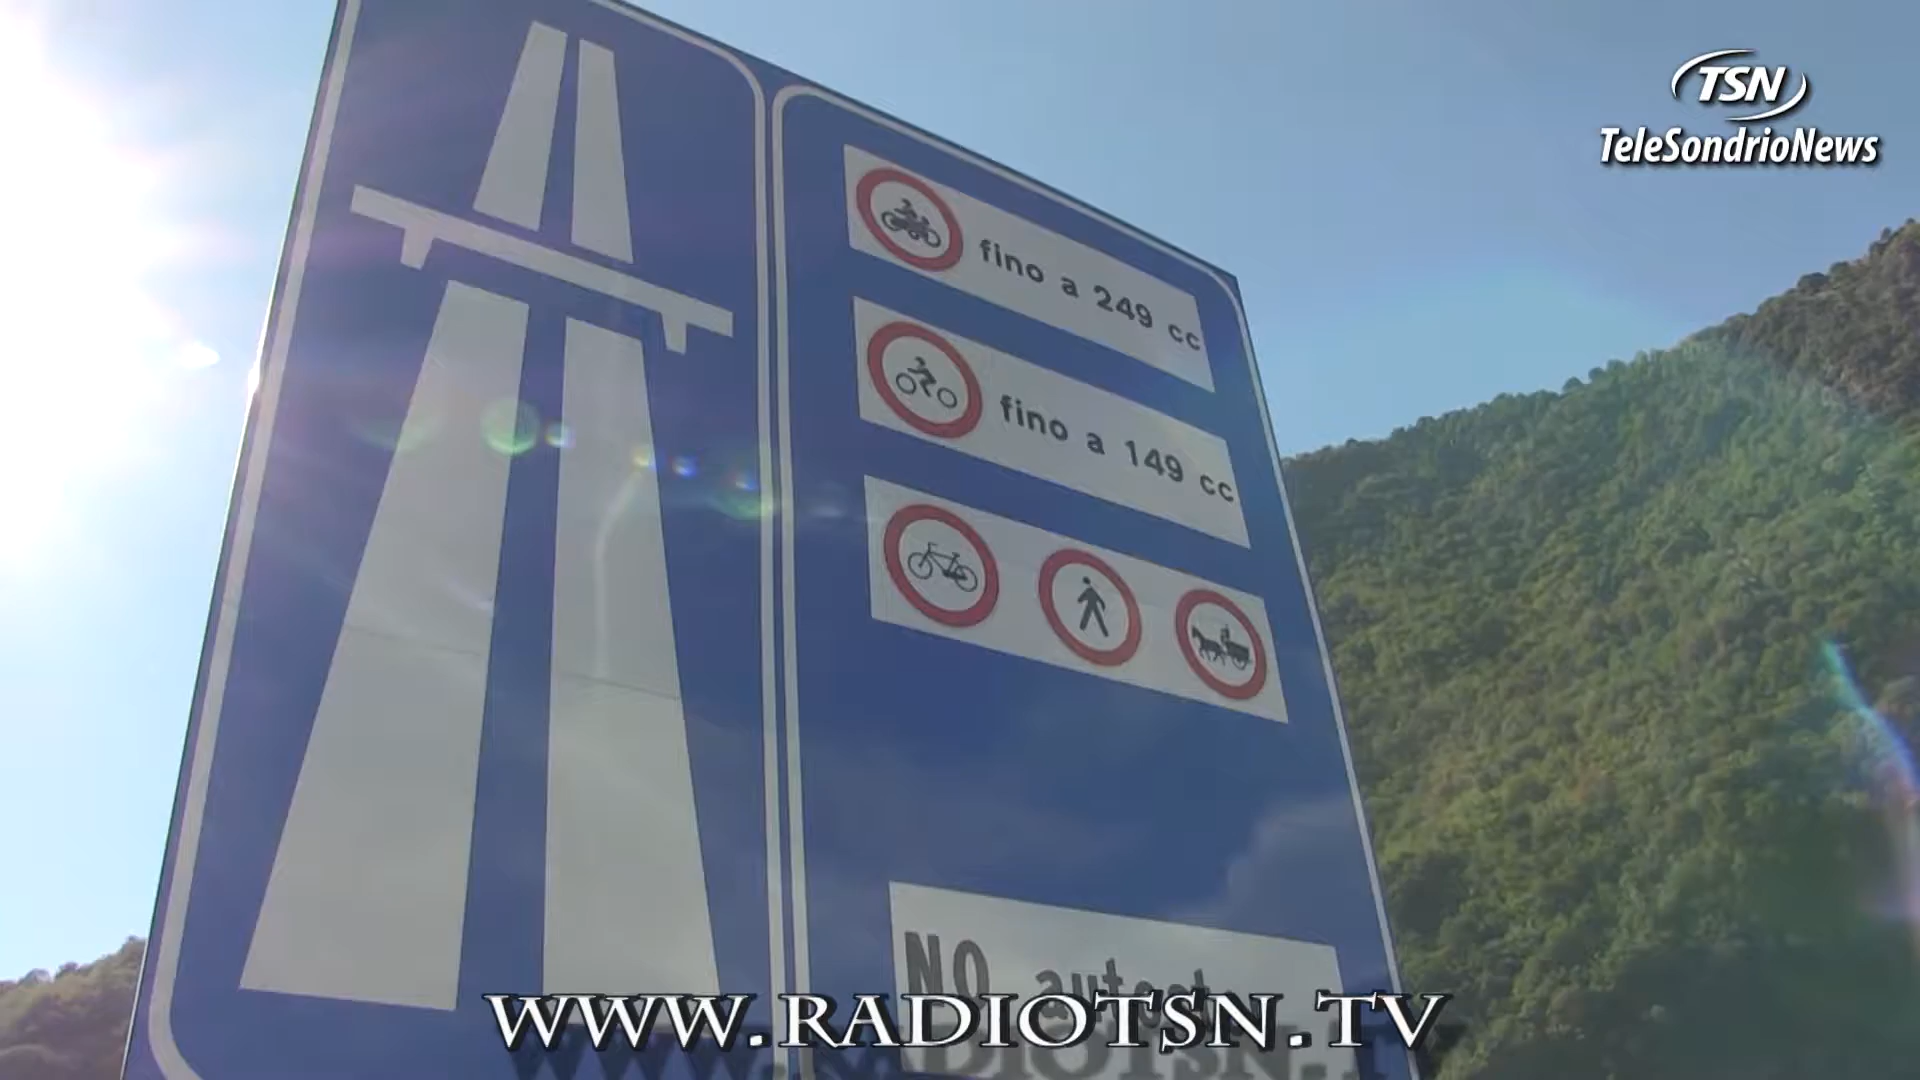 TSN
TeleSondrioNews
fino a 249 cc
fino a 149 cc
NO
WWW.RADIOTSN.TV